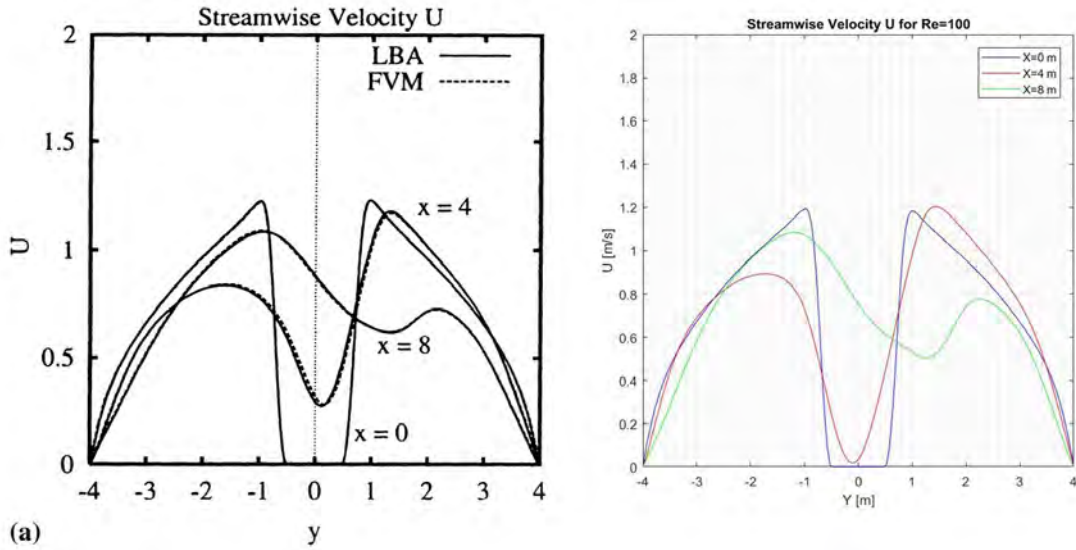 Streamwise Velocity U
2
1.5
1
0.5
0
U
LBA
FVM
x = 4
x = 8
x = 0
-4 -3 -2 -1 0 1 2 3 4
y
(a)
Streamwise Velocity U for Re=100
2
1.8
1.6
1.4
1.2
1
0.8
0.6
0.4
0.2
0
U [m/s]
X=0 m
X=4 m
X=8 m
-4 -3 -2 -1 0 1 2 3 4
Y [m]